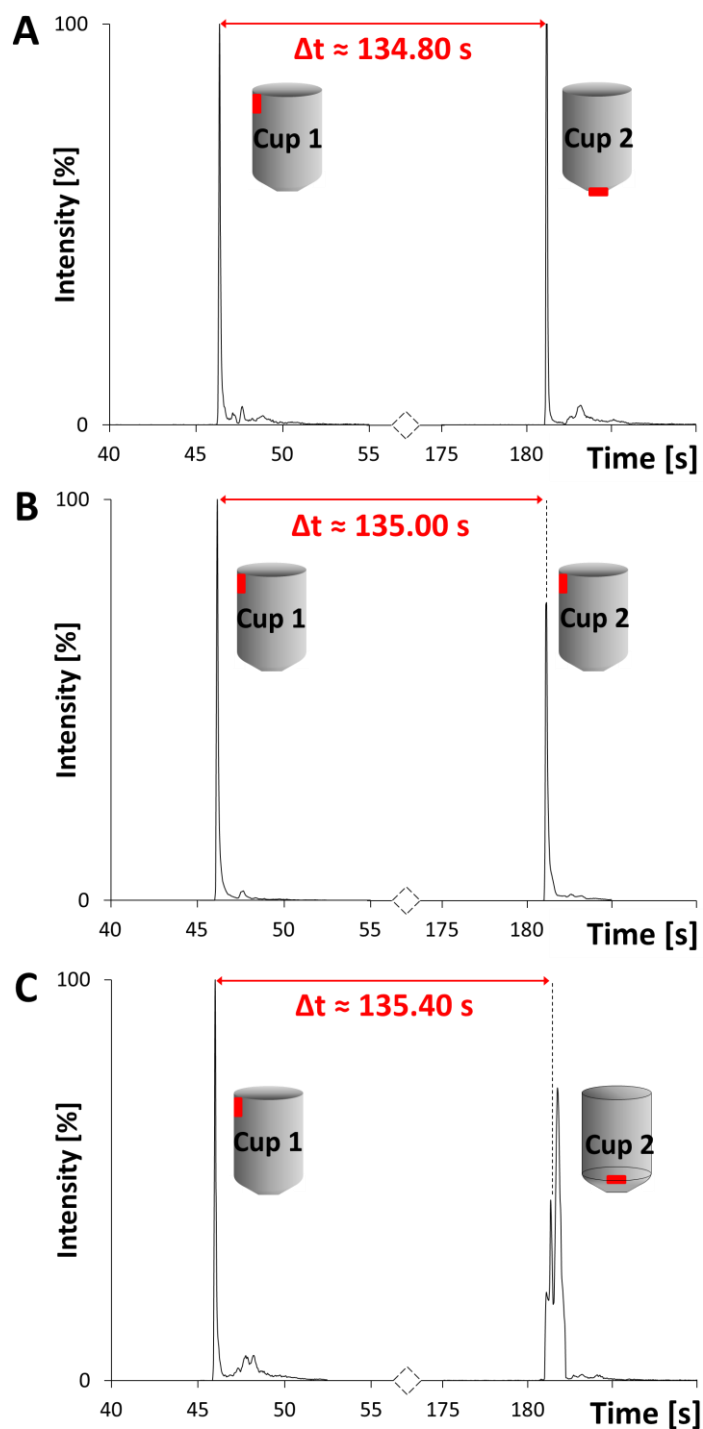 A
100
Δt ≈ 134.80 s
Cup 1
Cup 2
Intensity [%]
0
40 45 50 55 175 180 Time [s]
B
100
Δt ≈ 135.00 s
Cup 1
Cup 2
Intensity [%]
0
40 45 50 55 175 180 Time [s]
C
100
Δt ≈ 135.40 s
Cup 1
Cup 2
Intensity [%]
0
40 45 50 55 175 180 Time [s]